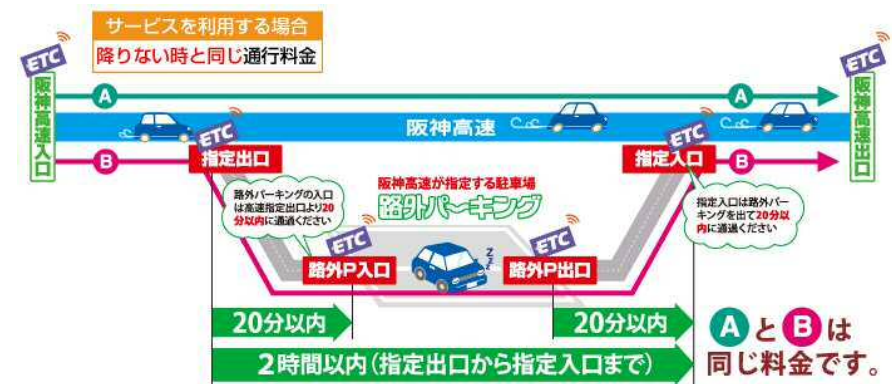 サービスを利用する場合
降りない時と同じ通行料金
ETC
阪神高速入口
A
A
ETC
阪神高速出口
阪神高速
B
ETC
指定出口
ETC
指定入口
B
路外パーキングの入口
は高速指定出口より20
分以内に通過ください
阪神高速が指定する駐車場
路外パーキング
指定入口は路外パー
キングを出て20分以
内に通過ください
ETC
路外P入口
zzz
ETC
路外P出口
20分以内
20分以内
2時間以内(指定出口から指定入口まで)
AとBは
同じ料金です。